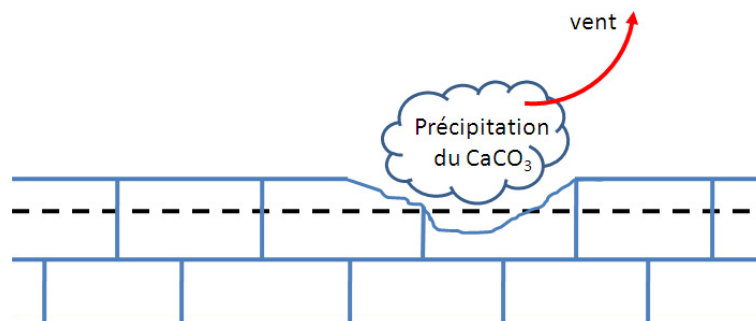 vent
Précipitation
du CaCO₃